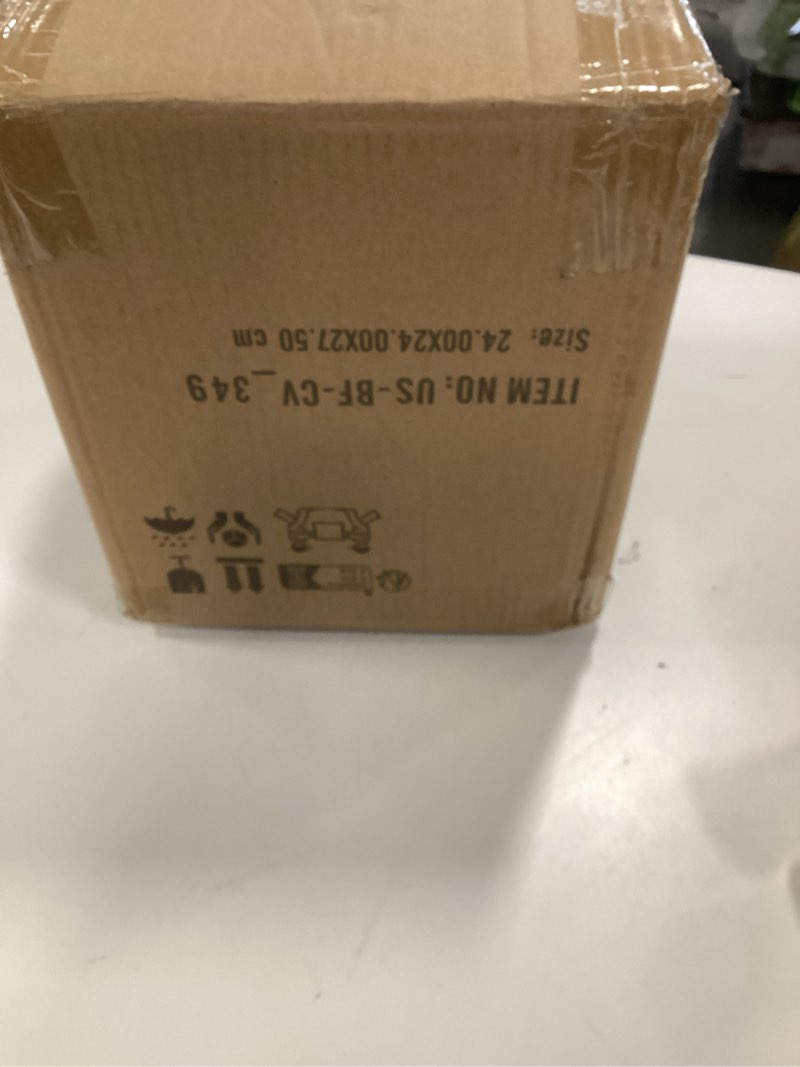 ITEM NO: US-BF-CV_349
Size: 24.00X24.00X27.50 cm